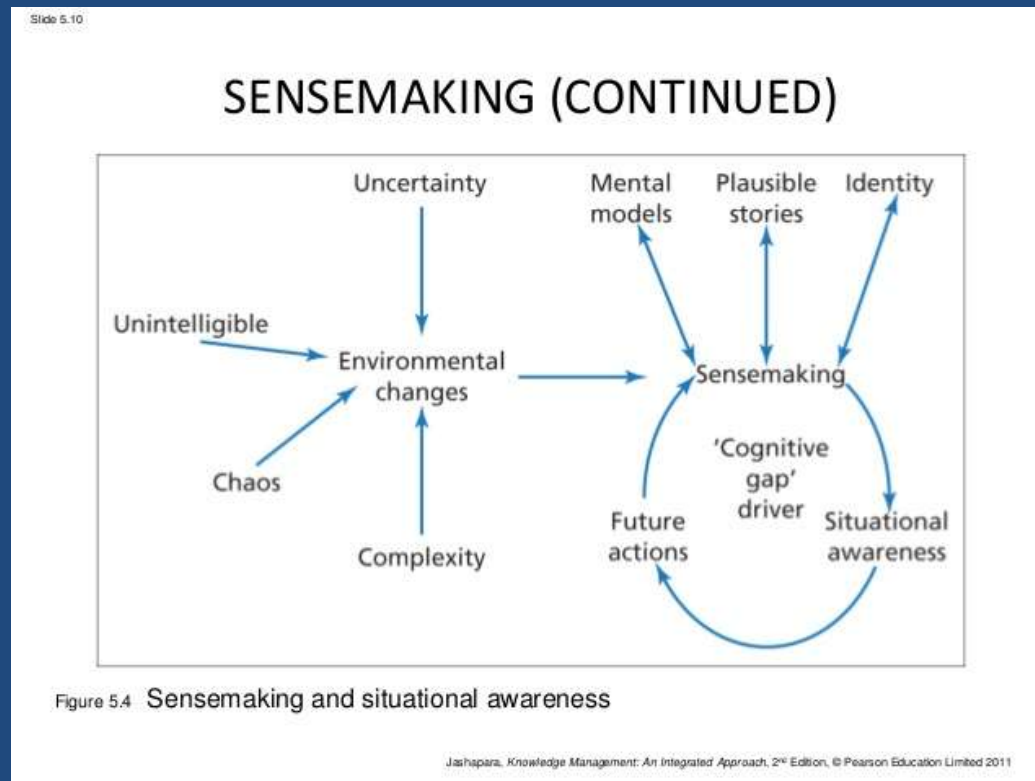 Slide 5.10
SENSEMAKING (CONTINUED)
Uncertainty
Mental
models
Plausible
stories
Identity
Unintelligible
Environmental
changes
Sensemaking
Chaos
'Cognitive
gap'
driver
Future
actions
Situational
awareness
Complexity
Figure 5.4 Sensemaking and situational awareness
Jashapara, Knowledge Management: An Integrated Approach, 2nd Edition, © Pearson Education Limited 2011